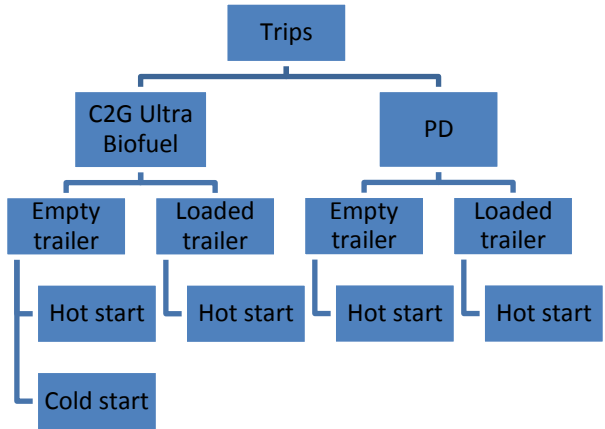 Trips
C2G Ultra
Biofuel
PD
Empty
trailer
Loaded
trailer
Empty
trailer
Loaded
trailer
Hot start
Hot start
Hot start
Hot start
Cold start